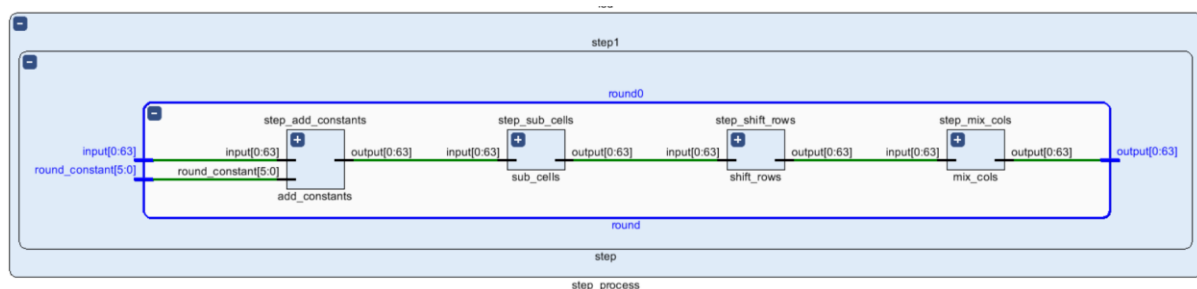 step1
round0
step_add_constants step_sub_cells step_shift_rows step_mix_cols
input[0:63] input[0:63] output[0:63] input[0:63] output[0:63] input[0:63] output[0:63] input[0:63] output[0:63] output[0:63]
round_constant[5:0] round_constant[5:0] sub_cells shift_rows mix_cols
add_constants
round
step
step_process